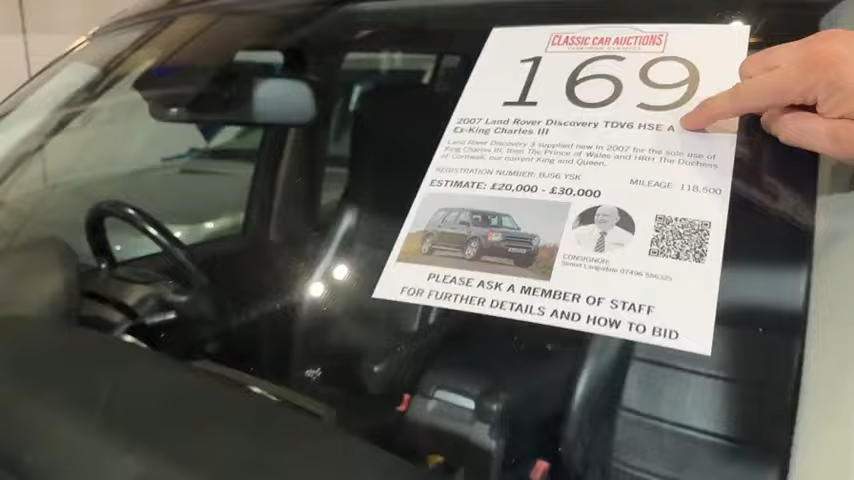 CLASSIC CAR AUCTIONS
169
2007 Land Rover Discovery TDV6 HSE A
Ex-King Charles III
Land Rover Discovery 3 supplied new in 2007 for the sole use of
King Charles III, then The Prince of Wales and HRH The Duchess
of Cornwall, our current King and Queen.
REGISTRATION NUMBER: BJ56 YSK MILEAGE: 118,500
ESTIMATE: £20,000 - £30,000
CONSIGNOR:
PLEASE ASK A MEMBER OF STAFF
FOR FURTHER DETAILS AND HOW TO BID